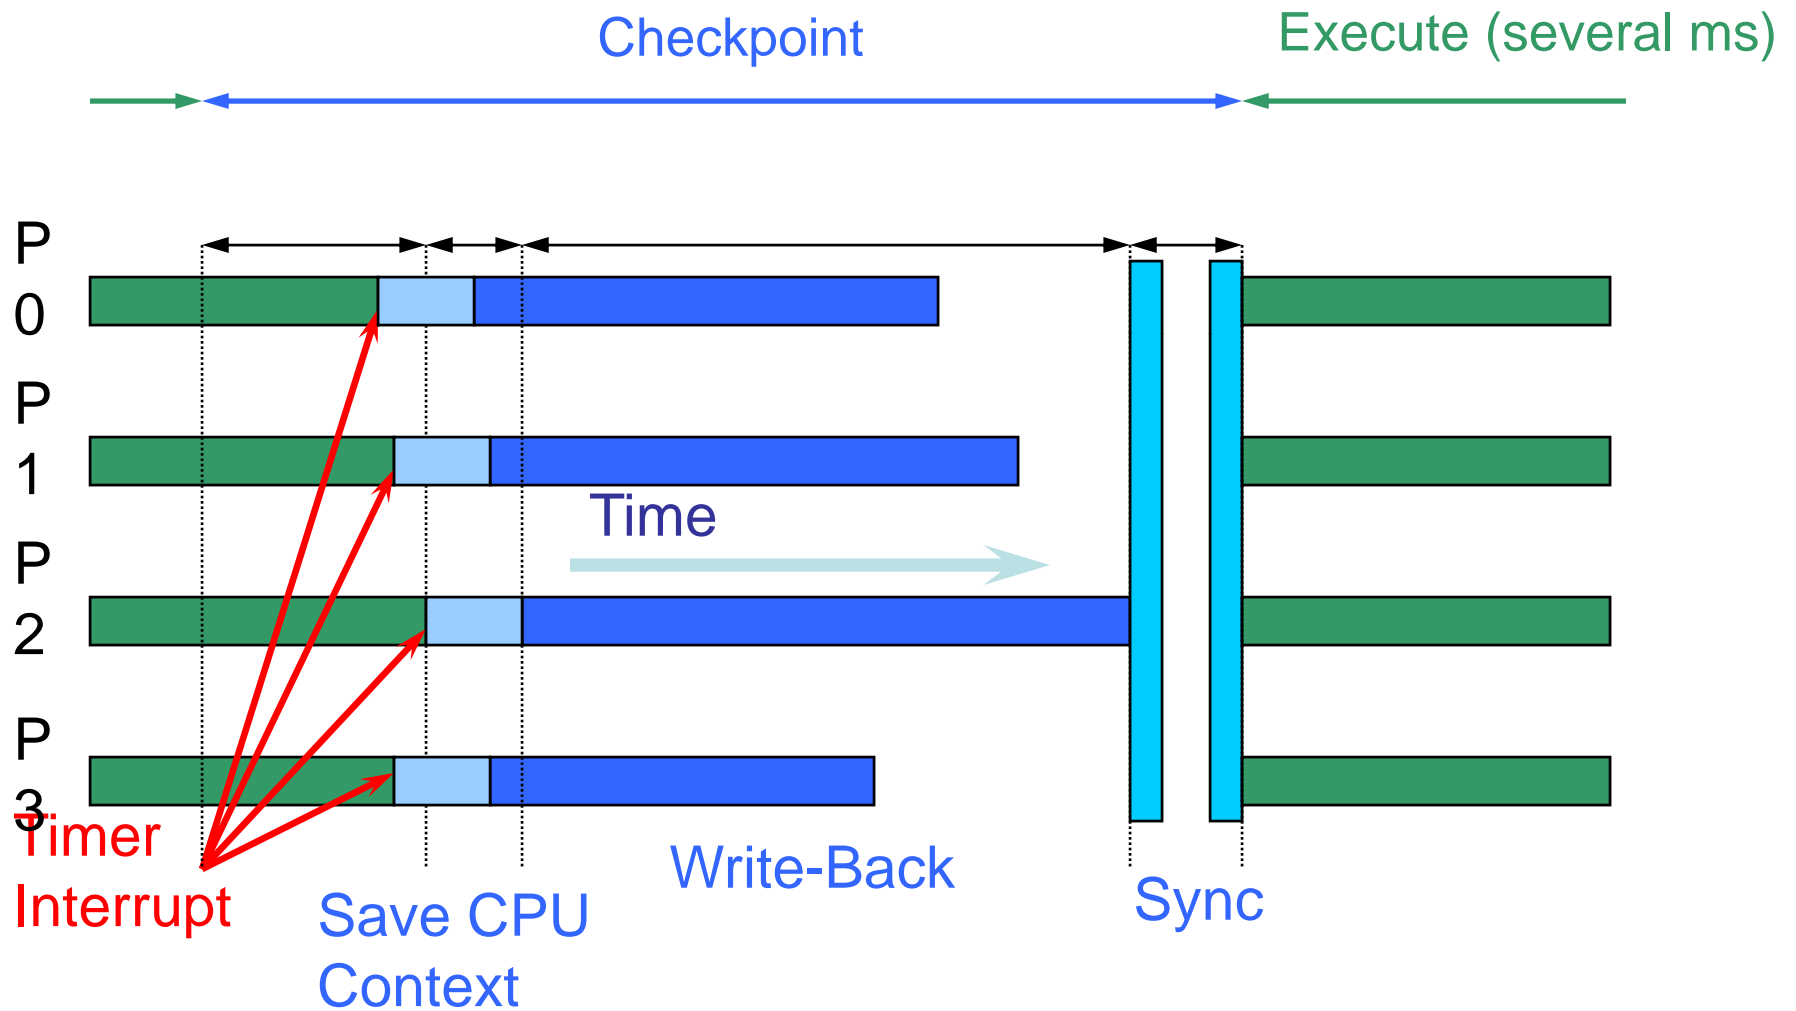 Checkpoint
Execute (several ms)
P
0
P
1
Time
P
2
P
3
Timer
Interrupt
Write-Back
Save CPU
Context
Sync